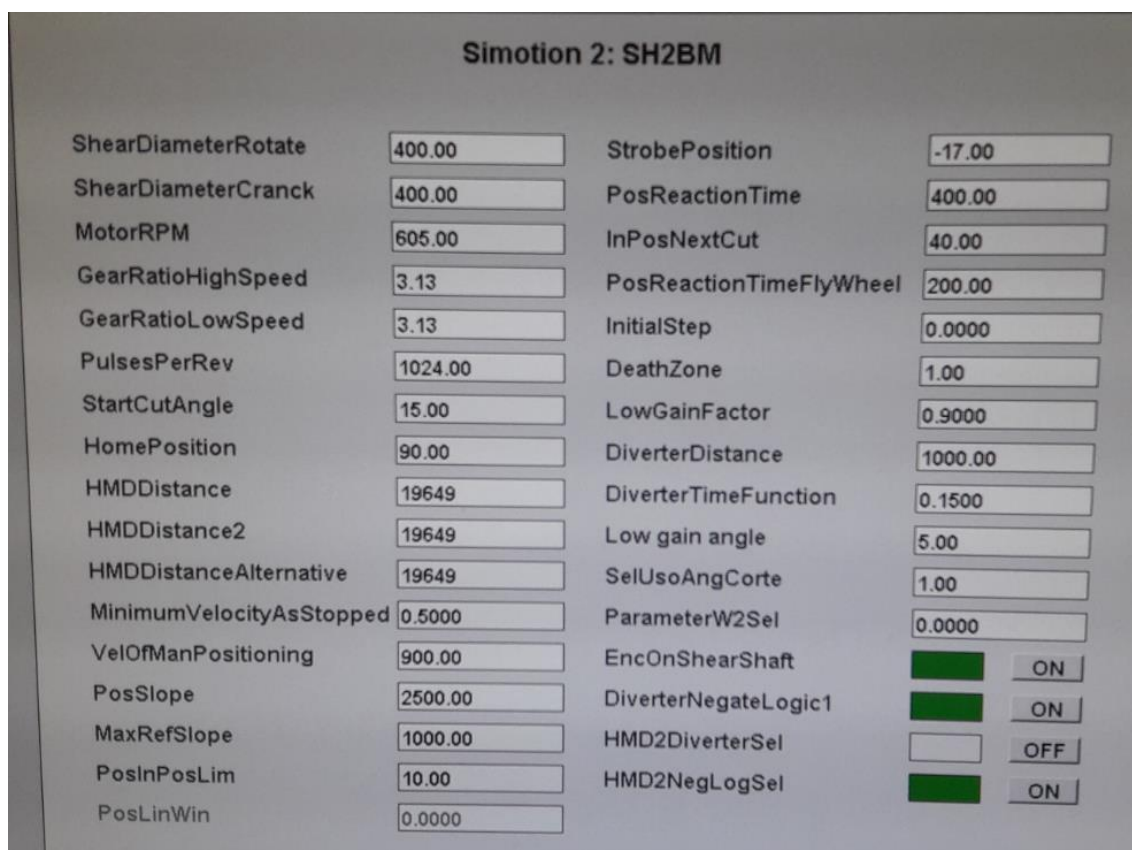 Simotion 2: SH2BM
ShearDiameterRotate 400.00
ShearDiameterCranck 400.00
MotorRPM 605.00
GearRatioHighSpeed 3.13
GearRatioLowSpeed 3.13
PulsesPerRev 1024.00
StartCutAngle 15.00
HomePosition 90.00
HMDDistance 19649
HMDDistance2 19649
HMDDistanceAlternative 19649
MinimumVelocityAsStopped 0.5000
VelOfManPositioning 900.00
PosSlope 2500.00
MaxRefSlope 1000.00
PosInPosLim 10.00
PosLinWin 0.0000
StrobePosition -17.00
PosReactionTime 400.00
InPosNextCut 40.00
PosReactionTimeFlyWheel 200.00
InitialStep 0.0000
DeathZone 1.00
LowGainFactor 0.9000
DiverterDistance 1000.00
DiverterTimeFunction 0.1500
Low gain angle 5.00
SelUsoAngCorte 1.00
ParameterW2Sel 0.0000
EncOnShearShaft ON
DiverterNegateLogic1 ON
HMD2DiverterSel OFF
HMD2NegLogSel ON